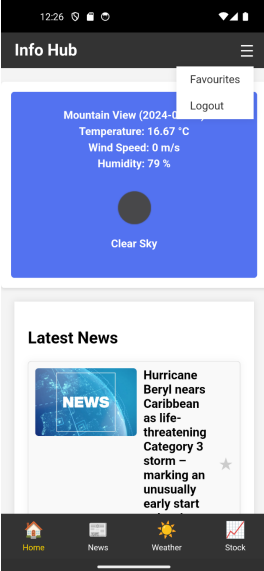 12:26
Info Hub
Favourites
Logout
Mountain View (2024-0
Temperature: 16.67 °C
Wind Speed: 0 m/s
Humidity: 79 %
Clear Sky
Latest News
NEWS
Hurricane
Beryl nears
Caribbean
as life-
threatening
Category 3
storm –
marking an
unusually
early start
Home
News
Weather
Stock